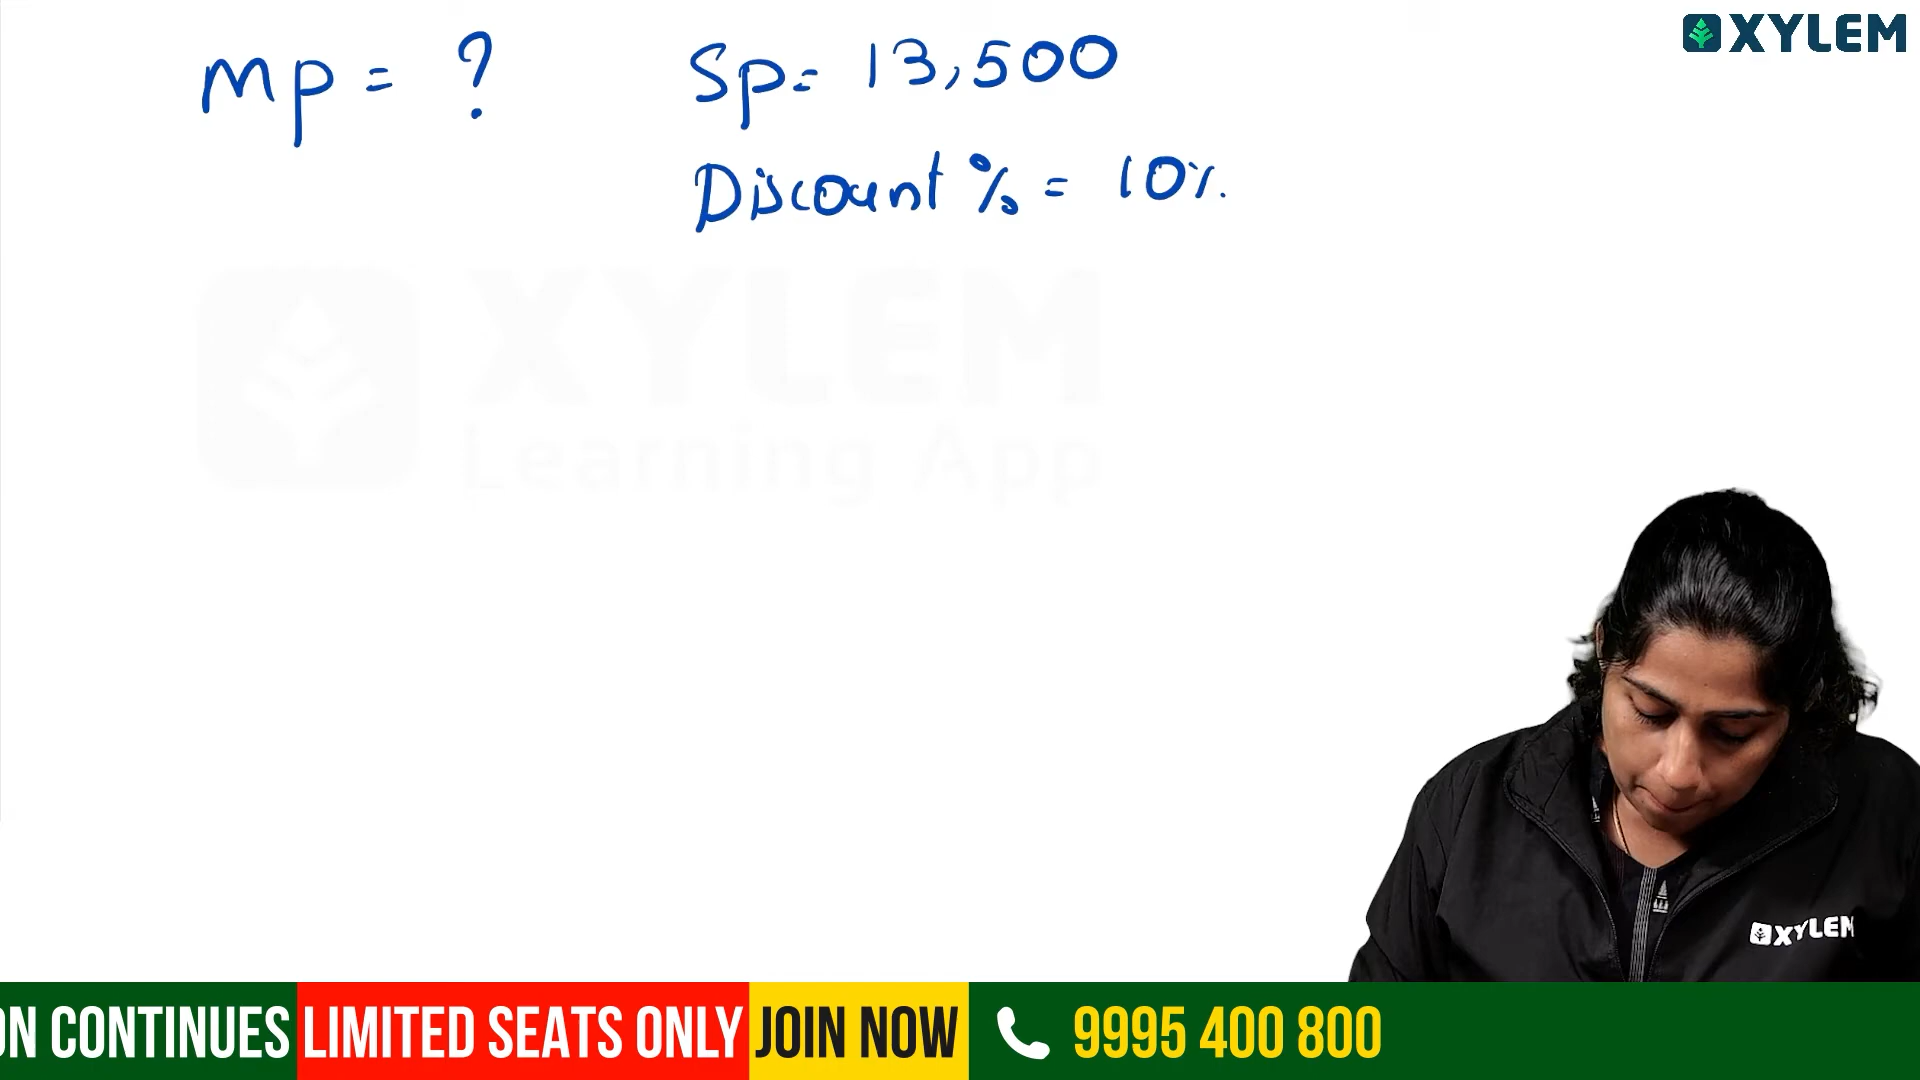 XYLEM
mp = ? Sp = 13,500
Discount % = 10%.
XYLEM
Learning App
XYLEM
ON CONTINUES LIMITED SEATS ONLY JOIN NOW 9995 400 800